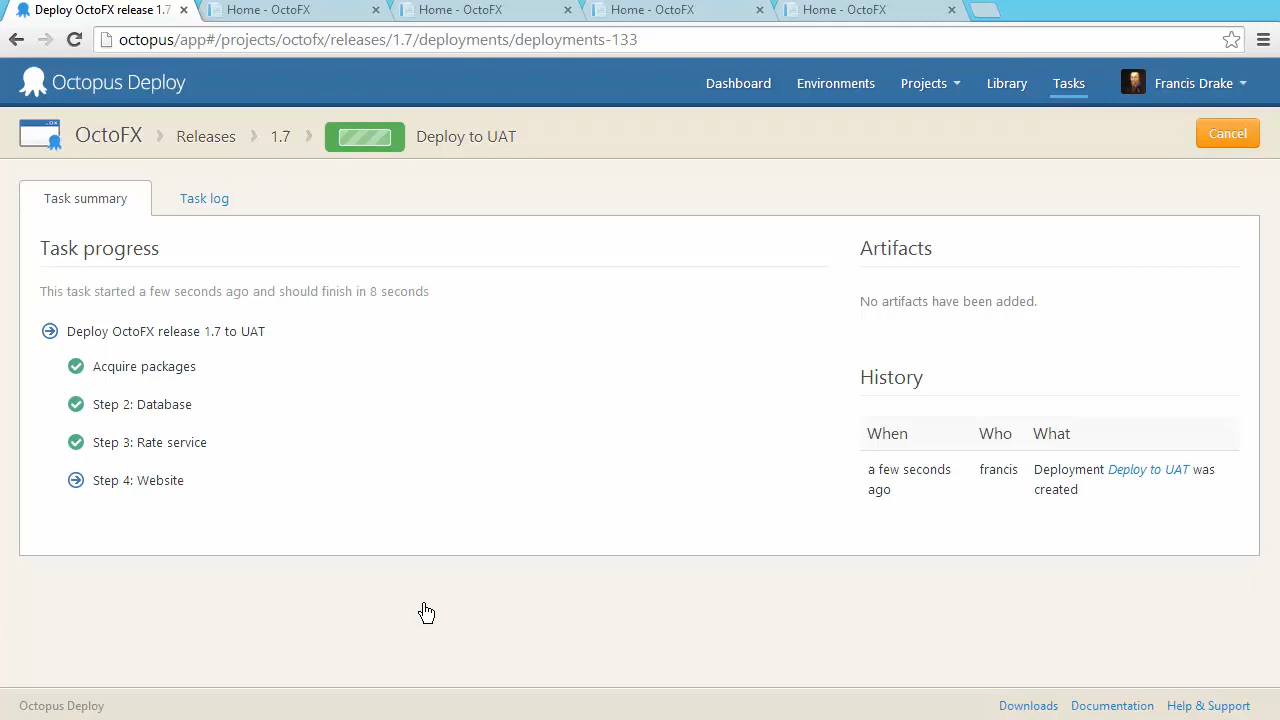 Deploy OctoFX release 1.7
Home - OctoFX
Home - OctoFX
Home - OctoFX
Home - OctoFX
octopus/app#/projects/octofx/releases/1.7/deployments/deployments-133
Octopus Deploy
Dashboard
Environments
Projects
Library
Tasks
Francis Drake
OctoFX
Releases
1.7
Deploy to UAT
Cancel
Task summary
Task log
Task progress
This task started a few seconds ago and should finish in 8 seconds
Deploy OctoFX release 1.7 to UAT
Acquire packages
Step 2: Database
Step 3: Rate service
Step 4: Website
Artifacts
No artifacts have been added.
History
When Who What
a few seconds francis Deployment Deploy to UAT was
ago created
Octopus Deploy
Downloads
Documentation
Help & Support